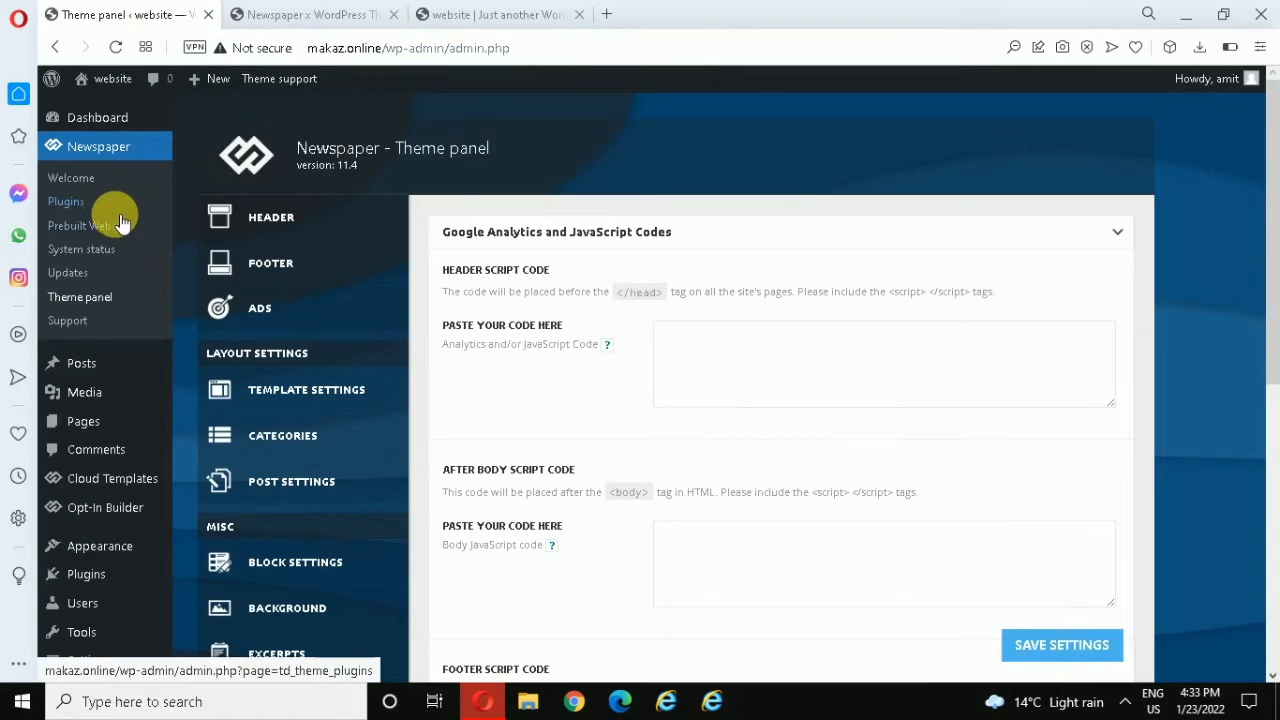 Theme panel ‹ website — V
Newspaper x WordPress Th
website | Just another Wor
VPN
Not secure
makaz.online/wp-admin/admin.php
website
0
New
Theme support
Howdy, amit
Dashboard
Newspaper
Welcome
Plugins
Prebuilt Web
System status
Updates
Theme panel
Support
Posts
Media
Pages
Comments
Cloud Templates
Opt-In Builder
Appearance
Plugins
Users
Tools
Newspaper - Theme panel
version: 11.4
HEADER
FOOTER
ADS
LAYOUT SETTINGS
TEMPLATE SETTINGS
CATEGORIES
POST SETTINGS
MISC
BLOCK SETTINGS
BACKGROUND
EXCERPTS
Google Analytics and JavaScript Codes
HEADER SCRIPT CODE
The code will be placed before the </head> tag on all the site's pages. Please include the <script> </script> tags.
PASTE YOUR CODE HERE
Analytics and/or JavaScript Code ?
AFTER BODY SCRIPT CODE
This code will be placed after the <body> tag in HTML. Please include the <script> </script> tags.
PASTE YOUR CODE HERE
Body JavaScript code ?
SAVE SETTINGS
FOOTER SCRIPT CODE
makaz.online/wp-admin/admin.php?page=td_theme_plugins
Type here to search
14°C Light rain
ENG
US
4:33 PM
1/23/2022